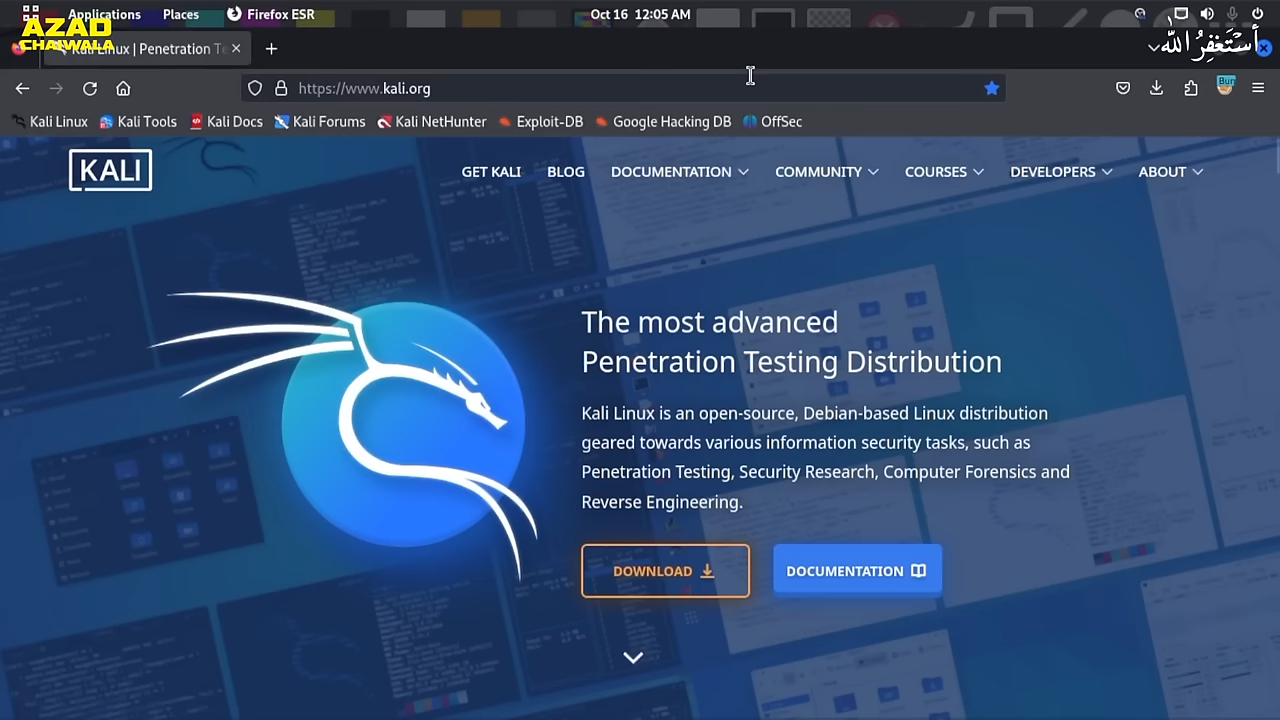 Applications Places Firefox ESR Oct 16 12:05 AM
AZAD
CHAIWALA
أستغفر الله
Kali Linux | Penetration Te
https://www.kali.org
Bur
Kali Linux Kali Tools Kali Docs Kali Forums Kali NetHunter Exploit-DB Google Hacking DB OffSec
KALI GET KALI BLOG DOCUMENTATION COMMUNITY COURSES DEVELOPERS ABOUT
The most advanced
Penetration Testing Distribution
Kali Linux is an open-source, Debian-based Linux distribution
geared towards various information security tasks, such as
Penetration Testing, Security Research, Computer Forensics and
Reverse Engineering.
DOWNLOAD DOCUMENTATION